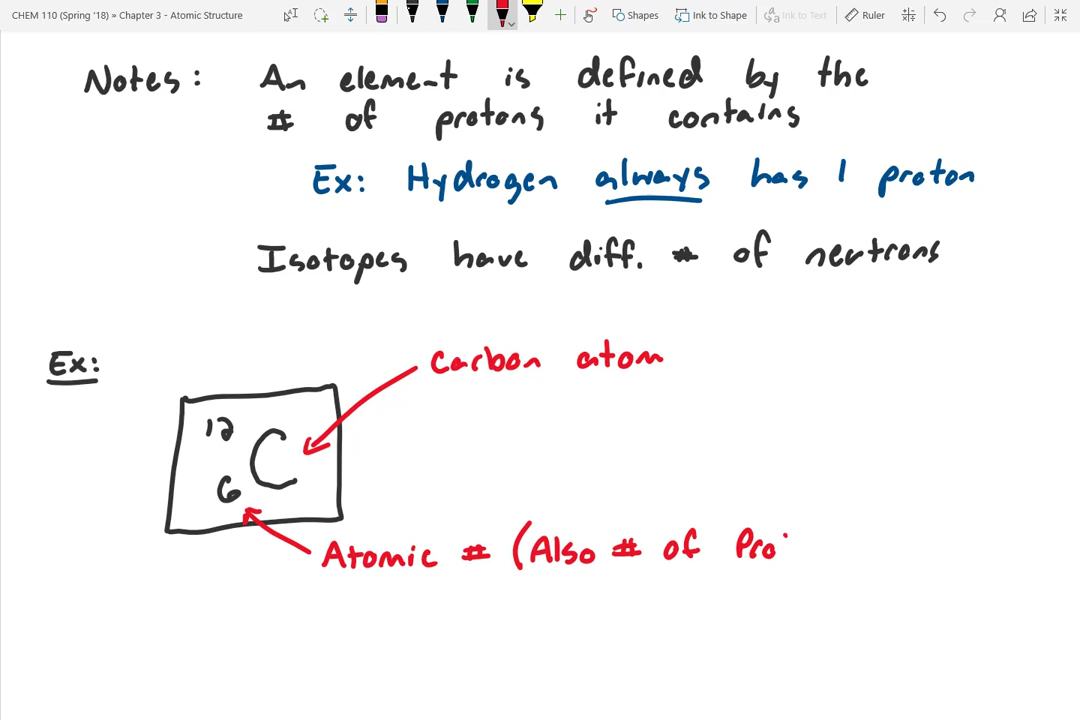 CHEM 110 (Spring '18) » Chapter 3 - Atomic Structure Shapes Ink to Shape Ink to Text Ruler
Notes: An element is defined by the
# of protons it contains
Ex: Hydrogen always has 1 proton
Isotopes have diff. # of neutrons
Ex:
Carbon atom
12
C
6
Atomic # (Also # of Pro